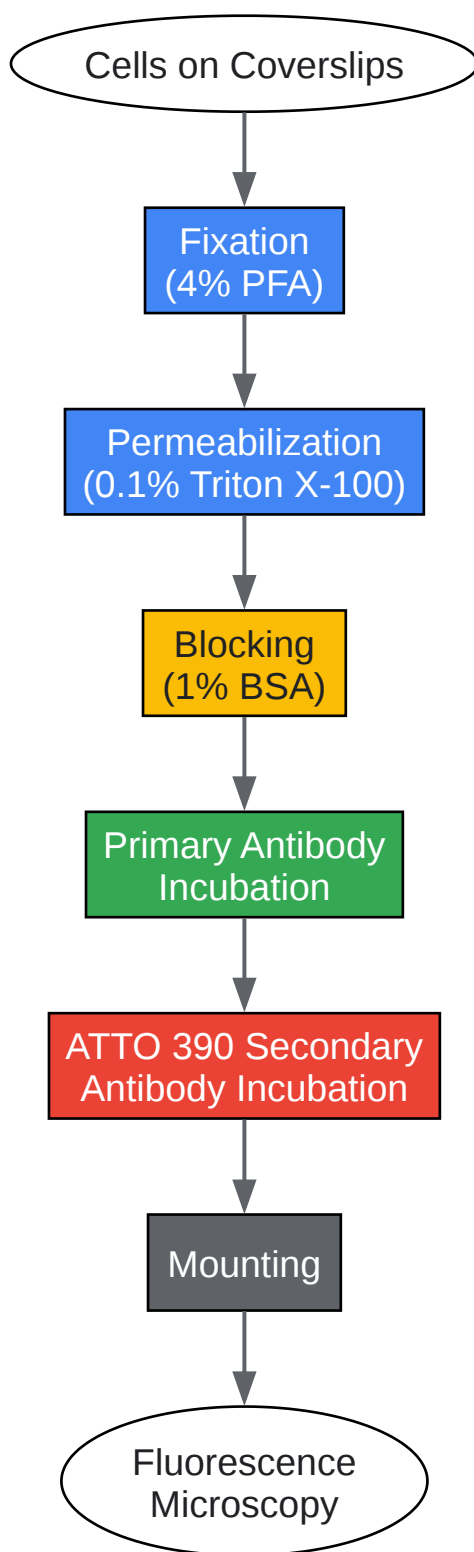 Cells on Coverslips
Fixation
(4% PFA)
Permeabilization
(0.1% Triton X-100)
Blocking
(1% BSA)
Primary Antibody
Incubation
ATTO 390 Secondary
Antibody Incubation
Mounting
Fluorescence
Microscopy